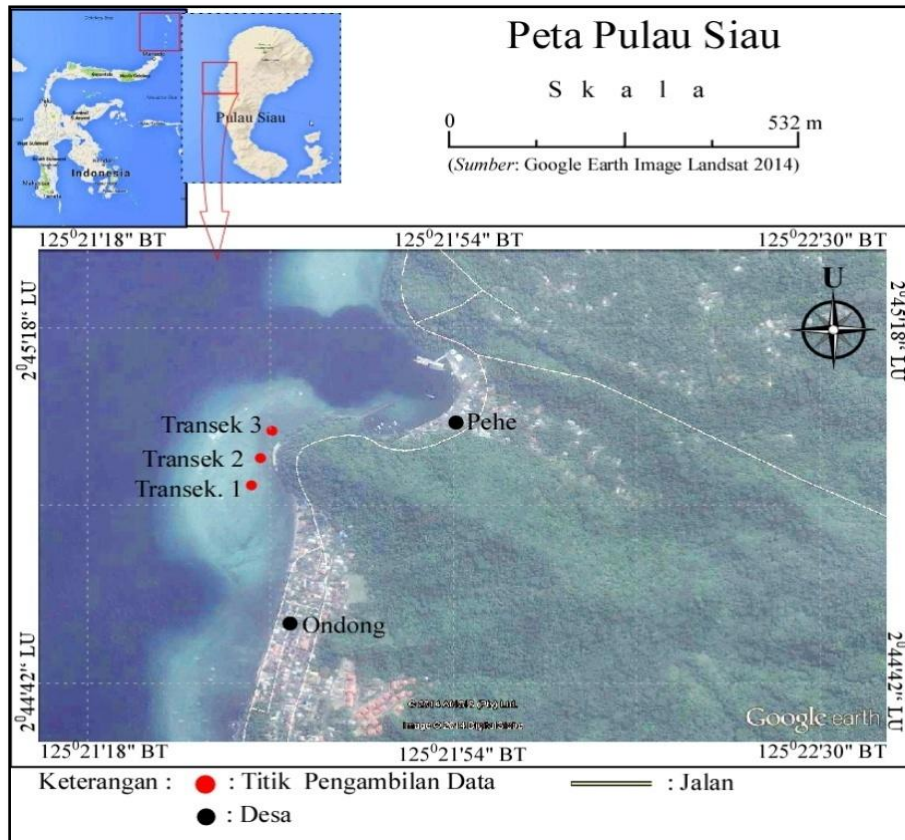 Peta Pulau Siau
S k a l a
0 532 m
(Sumber: Google Earth Image Landsat 2014)
Manado
Indonesia
Pulau Siau
125⁰21'18" BT 125⁰21'54" BT 125⁰22'30" BT
2⁰45'18" LU
2⁰45'18" LU
U
Pehe
Transek 3
Transek 2
Transek. 1
Ondong
2⁰44'42" LU
2⁰44'42" LU
Google earth
125⁰21'18" BT 125⁰21'54" BT 125⁰22'30" BT
Keterangan : : Titik Pengambilan Data : Jalan
: Desa